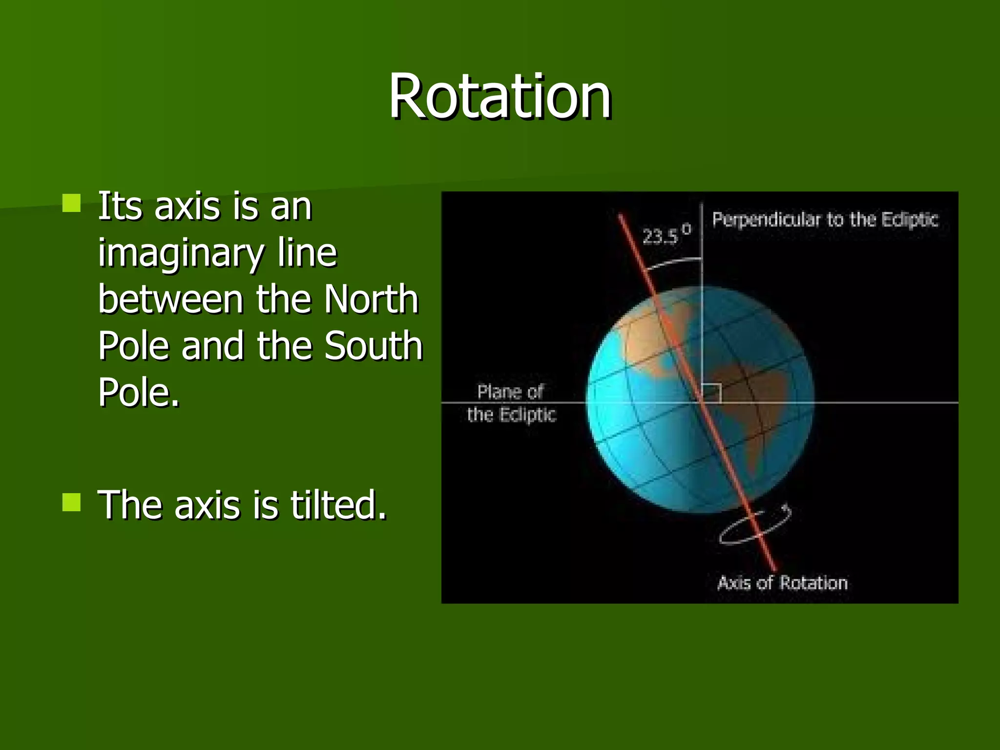 Rotation
Its axis is an
imaginary line
between the North
Pole and the South
Pole.
The axis is tilted.
23.5°
Perpendicular to the Ecliptic
Plane of
the Ecliptic
Axis of Rotation